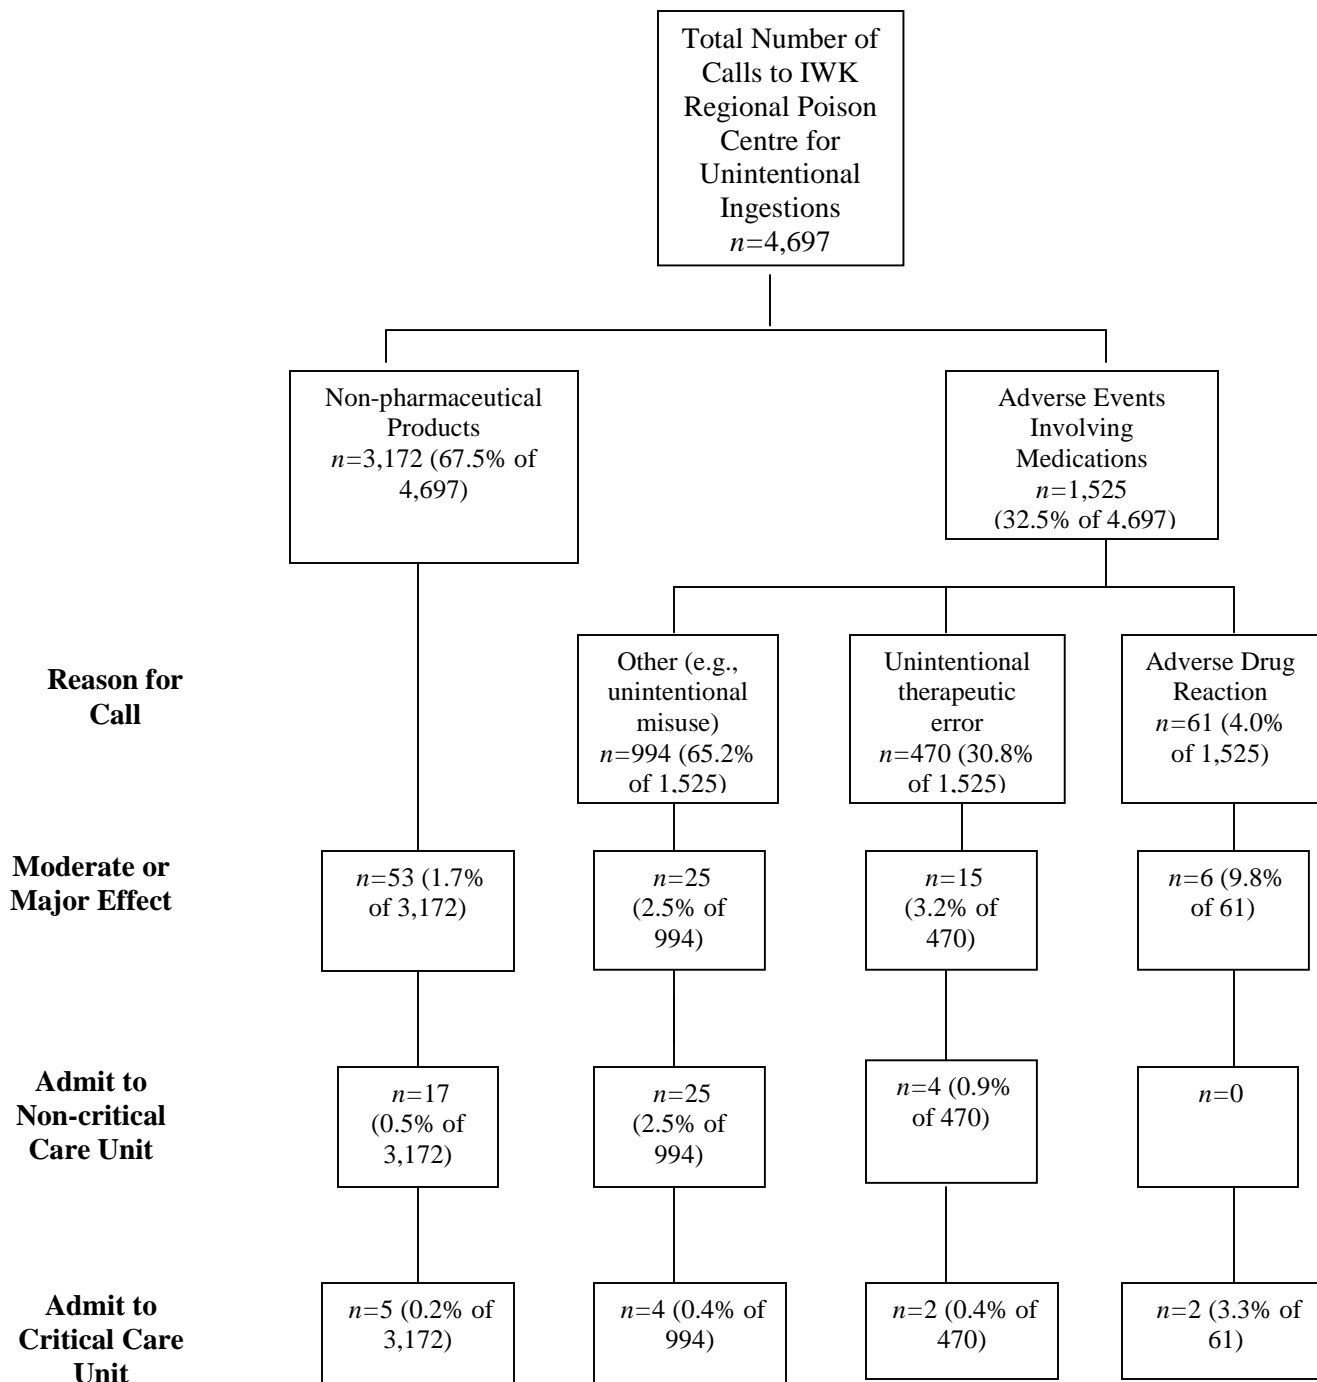 Total Number of
Calls to IWK
Regional Poison
Centre for
Unintentional
Ingestions
n=4,697
Non-pharmaceutical
Products
n=3,172 (67.5% of
4,697)
Adverse Events
Involving
Medications
n=1,525
(32.5% of 4,697)
Reason for
Call
Other (e.g.,
unintentional
misuse)
n=994 (65.2%
of 1,525)
Unintentional
therapeutic
error
n=470 (30.8%
of 1,525)
Adverse Drug
Reaction
n=61 (4.0%
of 1,525)
Moderate or
Major Effect
n=53 (1.7%
of 3,172)
n=25
(2.5% of
994)
n=15
(3.2% of
470)
n=6 (9.8%
of 61)
Admit to
Non-critical
Care Unit
n=17
(0.5% of
3,172)
n=25
(2.5% of
994)
n=4 (0.9%
of 470)
n=0
Admit to
Critical Care
Unit
n=5 (0.2% of
3,172)
n=4 (0.4% of
994)
n=2 (0.4% of
470)
n=2 (3.3% of
61)